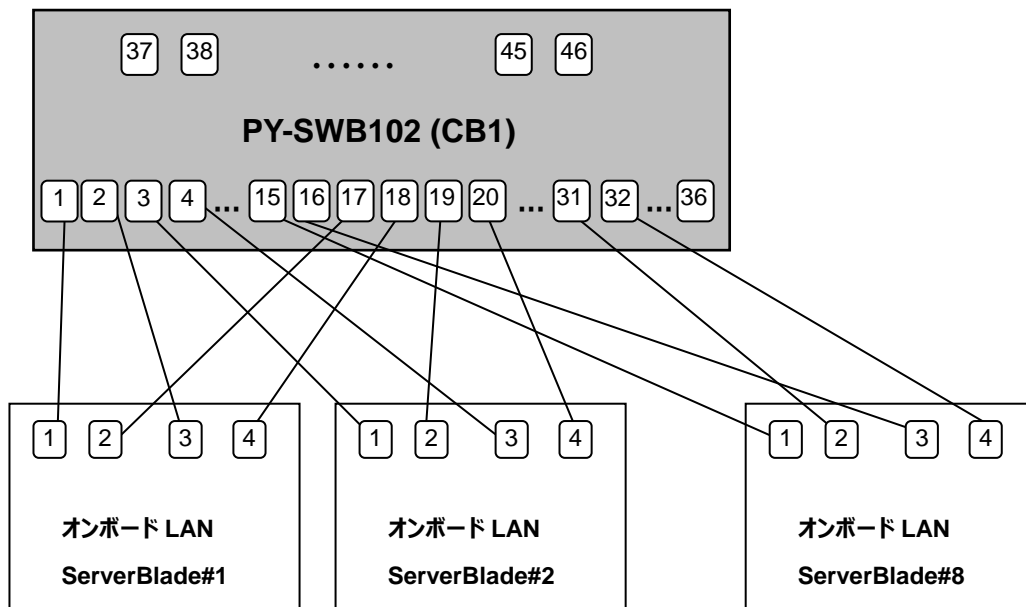 37 38 ...... 45 46
PY-SWB102 (CB1)
1 2 3 4 ... 15 16 17 18 19 20 ... 31 32 ... 36
1 2 3 4 1 2 3 4 1 2 3 4
オンボード LAN オンボード LAN オンボード LAN
ServerBlade#1 ServerBlade#2 ServerBlade#8